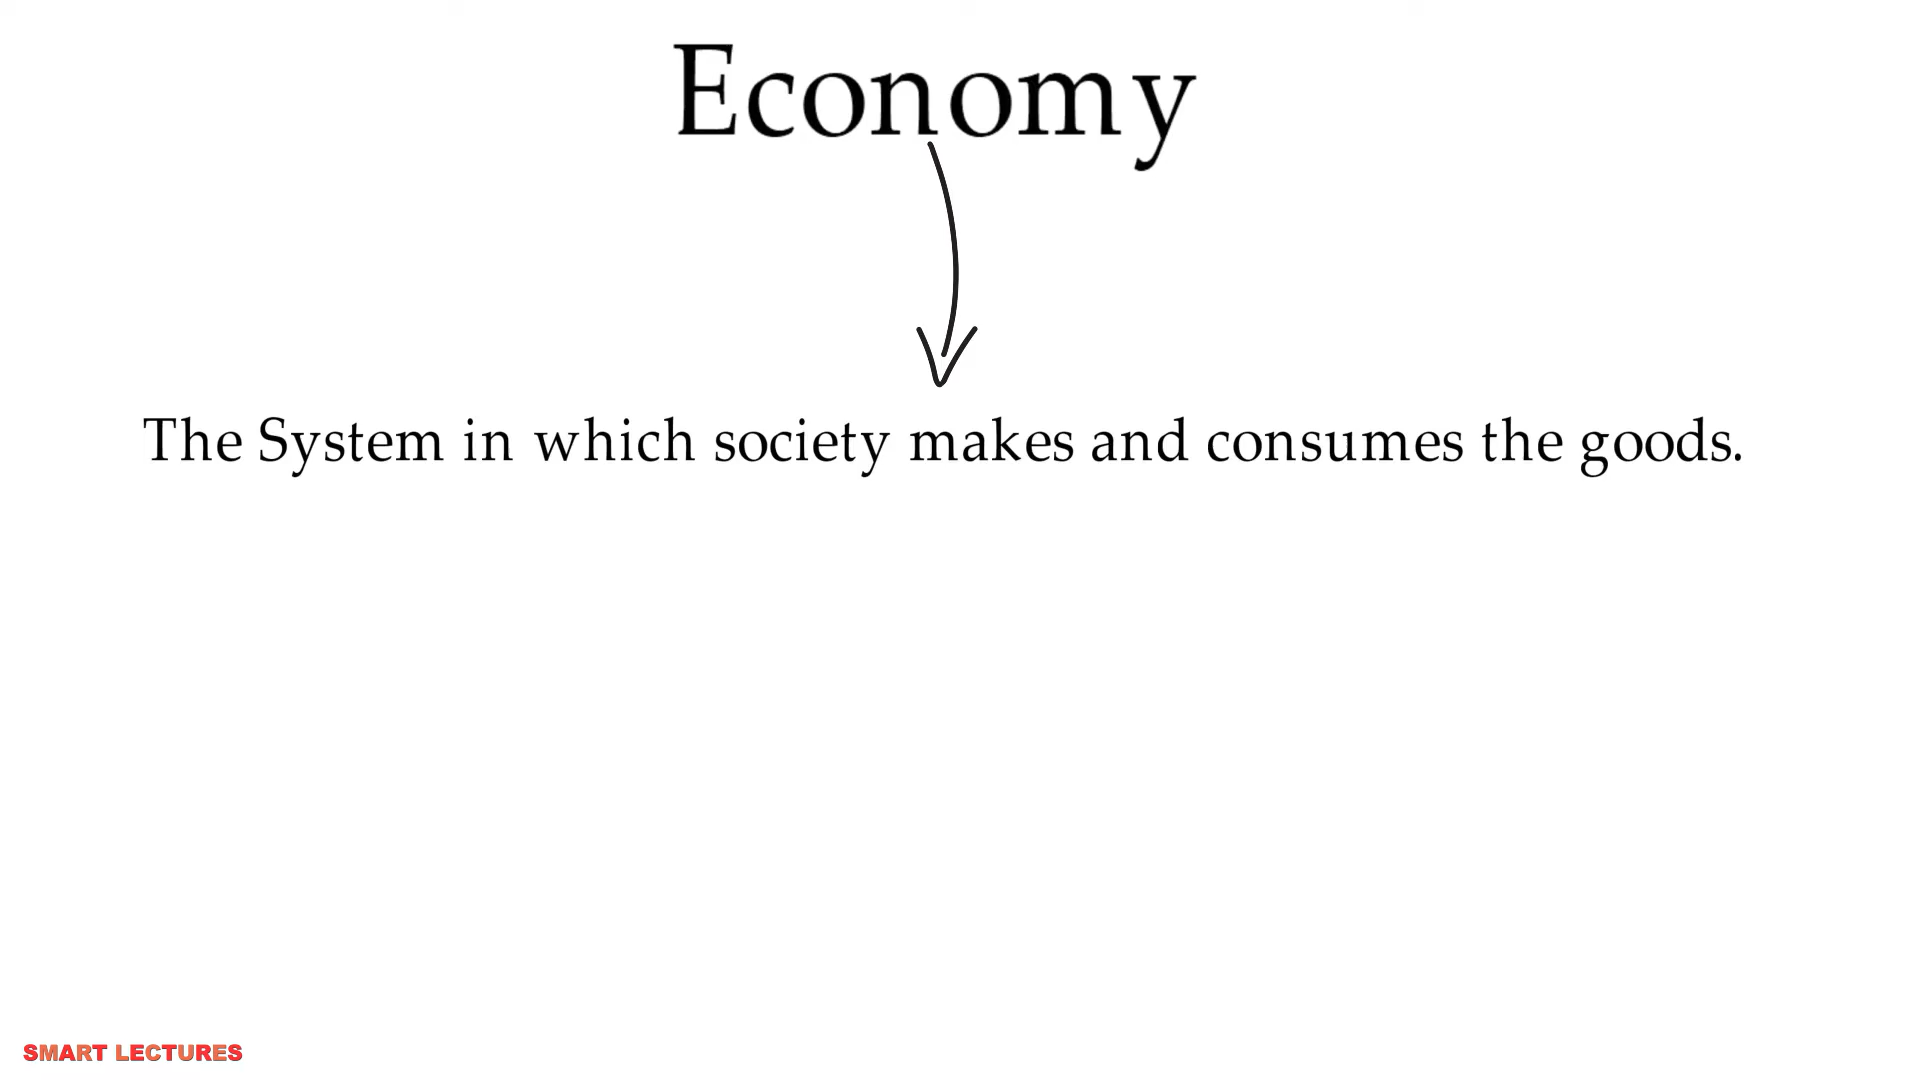 Economy
The System in which society makes and consumes the goods.
SMART LECTURES